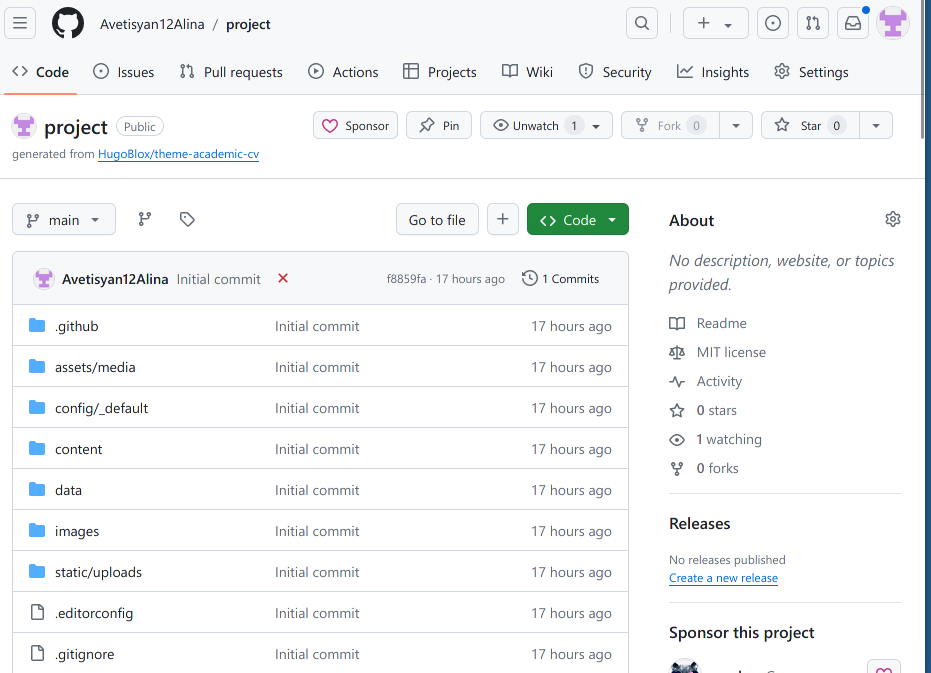 Avetisyan12Alina / project
Code Issues Pull requests Actions Projects Wiki Security Insights Settings
project Public Sponsor Pin Unwatch 1 Fork 0 Star 0
generated from HugoBlox/theme-academic-cv
main Go to file Code
Avetisyan12Alina Initial commit f8859fa · 17 hours ago 1 Commits
.github Initial commit 17 hours ago
assets/media Initial commit 17 hours ago
config/_default Initial commit 17 hours ago
content Initial commit 17 hours ago
data Initial commit 17 hours ago
images Initial commit 17 hours ago
static/uploads Initial commit 17 hours ago
.editorconfig Initial commit 17 hours ago
.gitignore Initial commit 17 hours ago
About
No description, website, or topics
provided.
Readme
MIT license
Activity
0 stars
1 watching
0 forks
Releases
No releases published
Create a new release
Sponsor this project